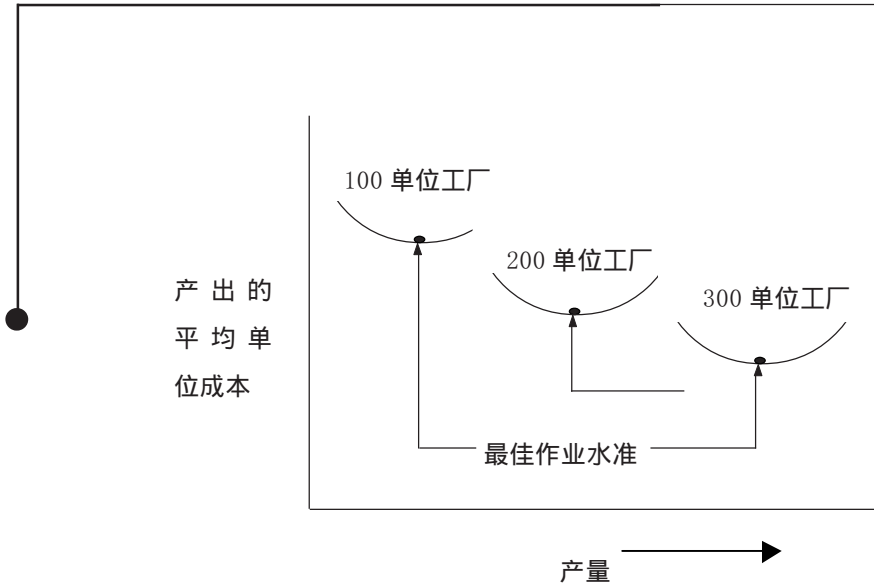 100 单位工厂
200 单位工厂
300 单位工厂
产出的
平均单
位成本
最佳作业水准
产量